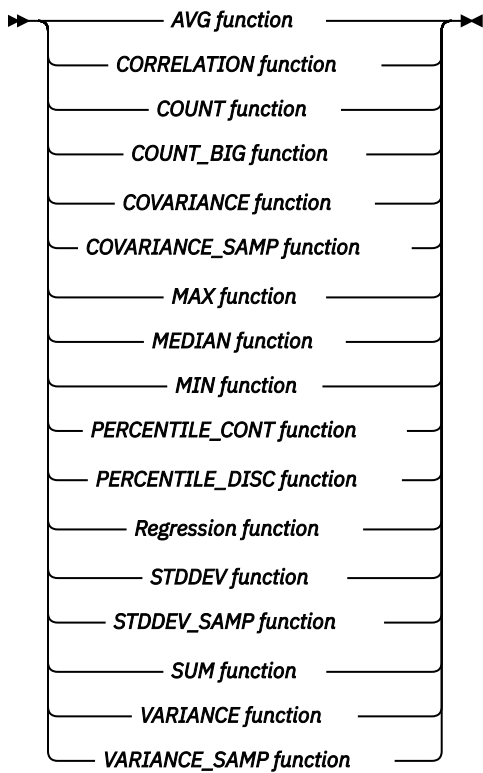 AVG function
CORRELATION function
COUNT function
COUNT_BIG function
COVARIANCE function
COVARIANCE_SAMP function
MAX function
MEDIAN function
MIN function
PERCENTILE_CONT function
PERCENTILE_DISC function
Regression function
STDDEV function
STDDEV_SAMP function
SUM function
VARIANCE function
VARIANCE_SAMP function